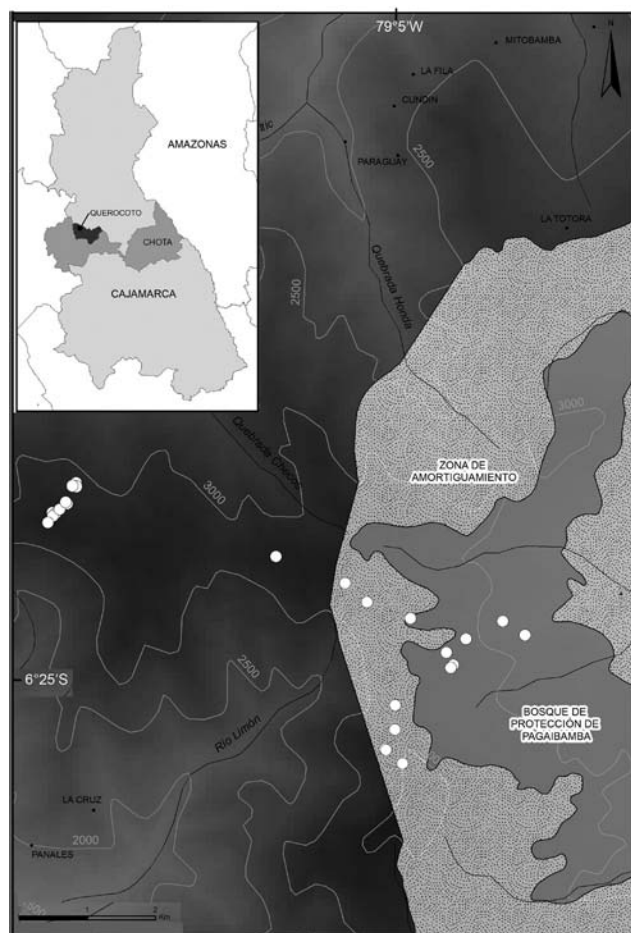 79°5'W
N
MITOBAMBA
LA FILA
CUNDIN
PARAGUAY
2500
LA TOTORA
AMAZONAS
QUEROCOTO
CHOTA
CAJAMARCA
2500
Quebrada Honda
3000
ZONA DE
AMORTIGUAMIENTO
Quebrada Checos
3000
2500
6°25'S
Río Limón
BOSQUE DE
PROTECCIÓN DE
PAGAIBAMBA
LA CRUZ
2000
PANALES
0 1 2
Km